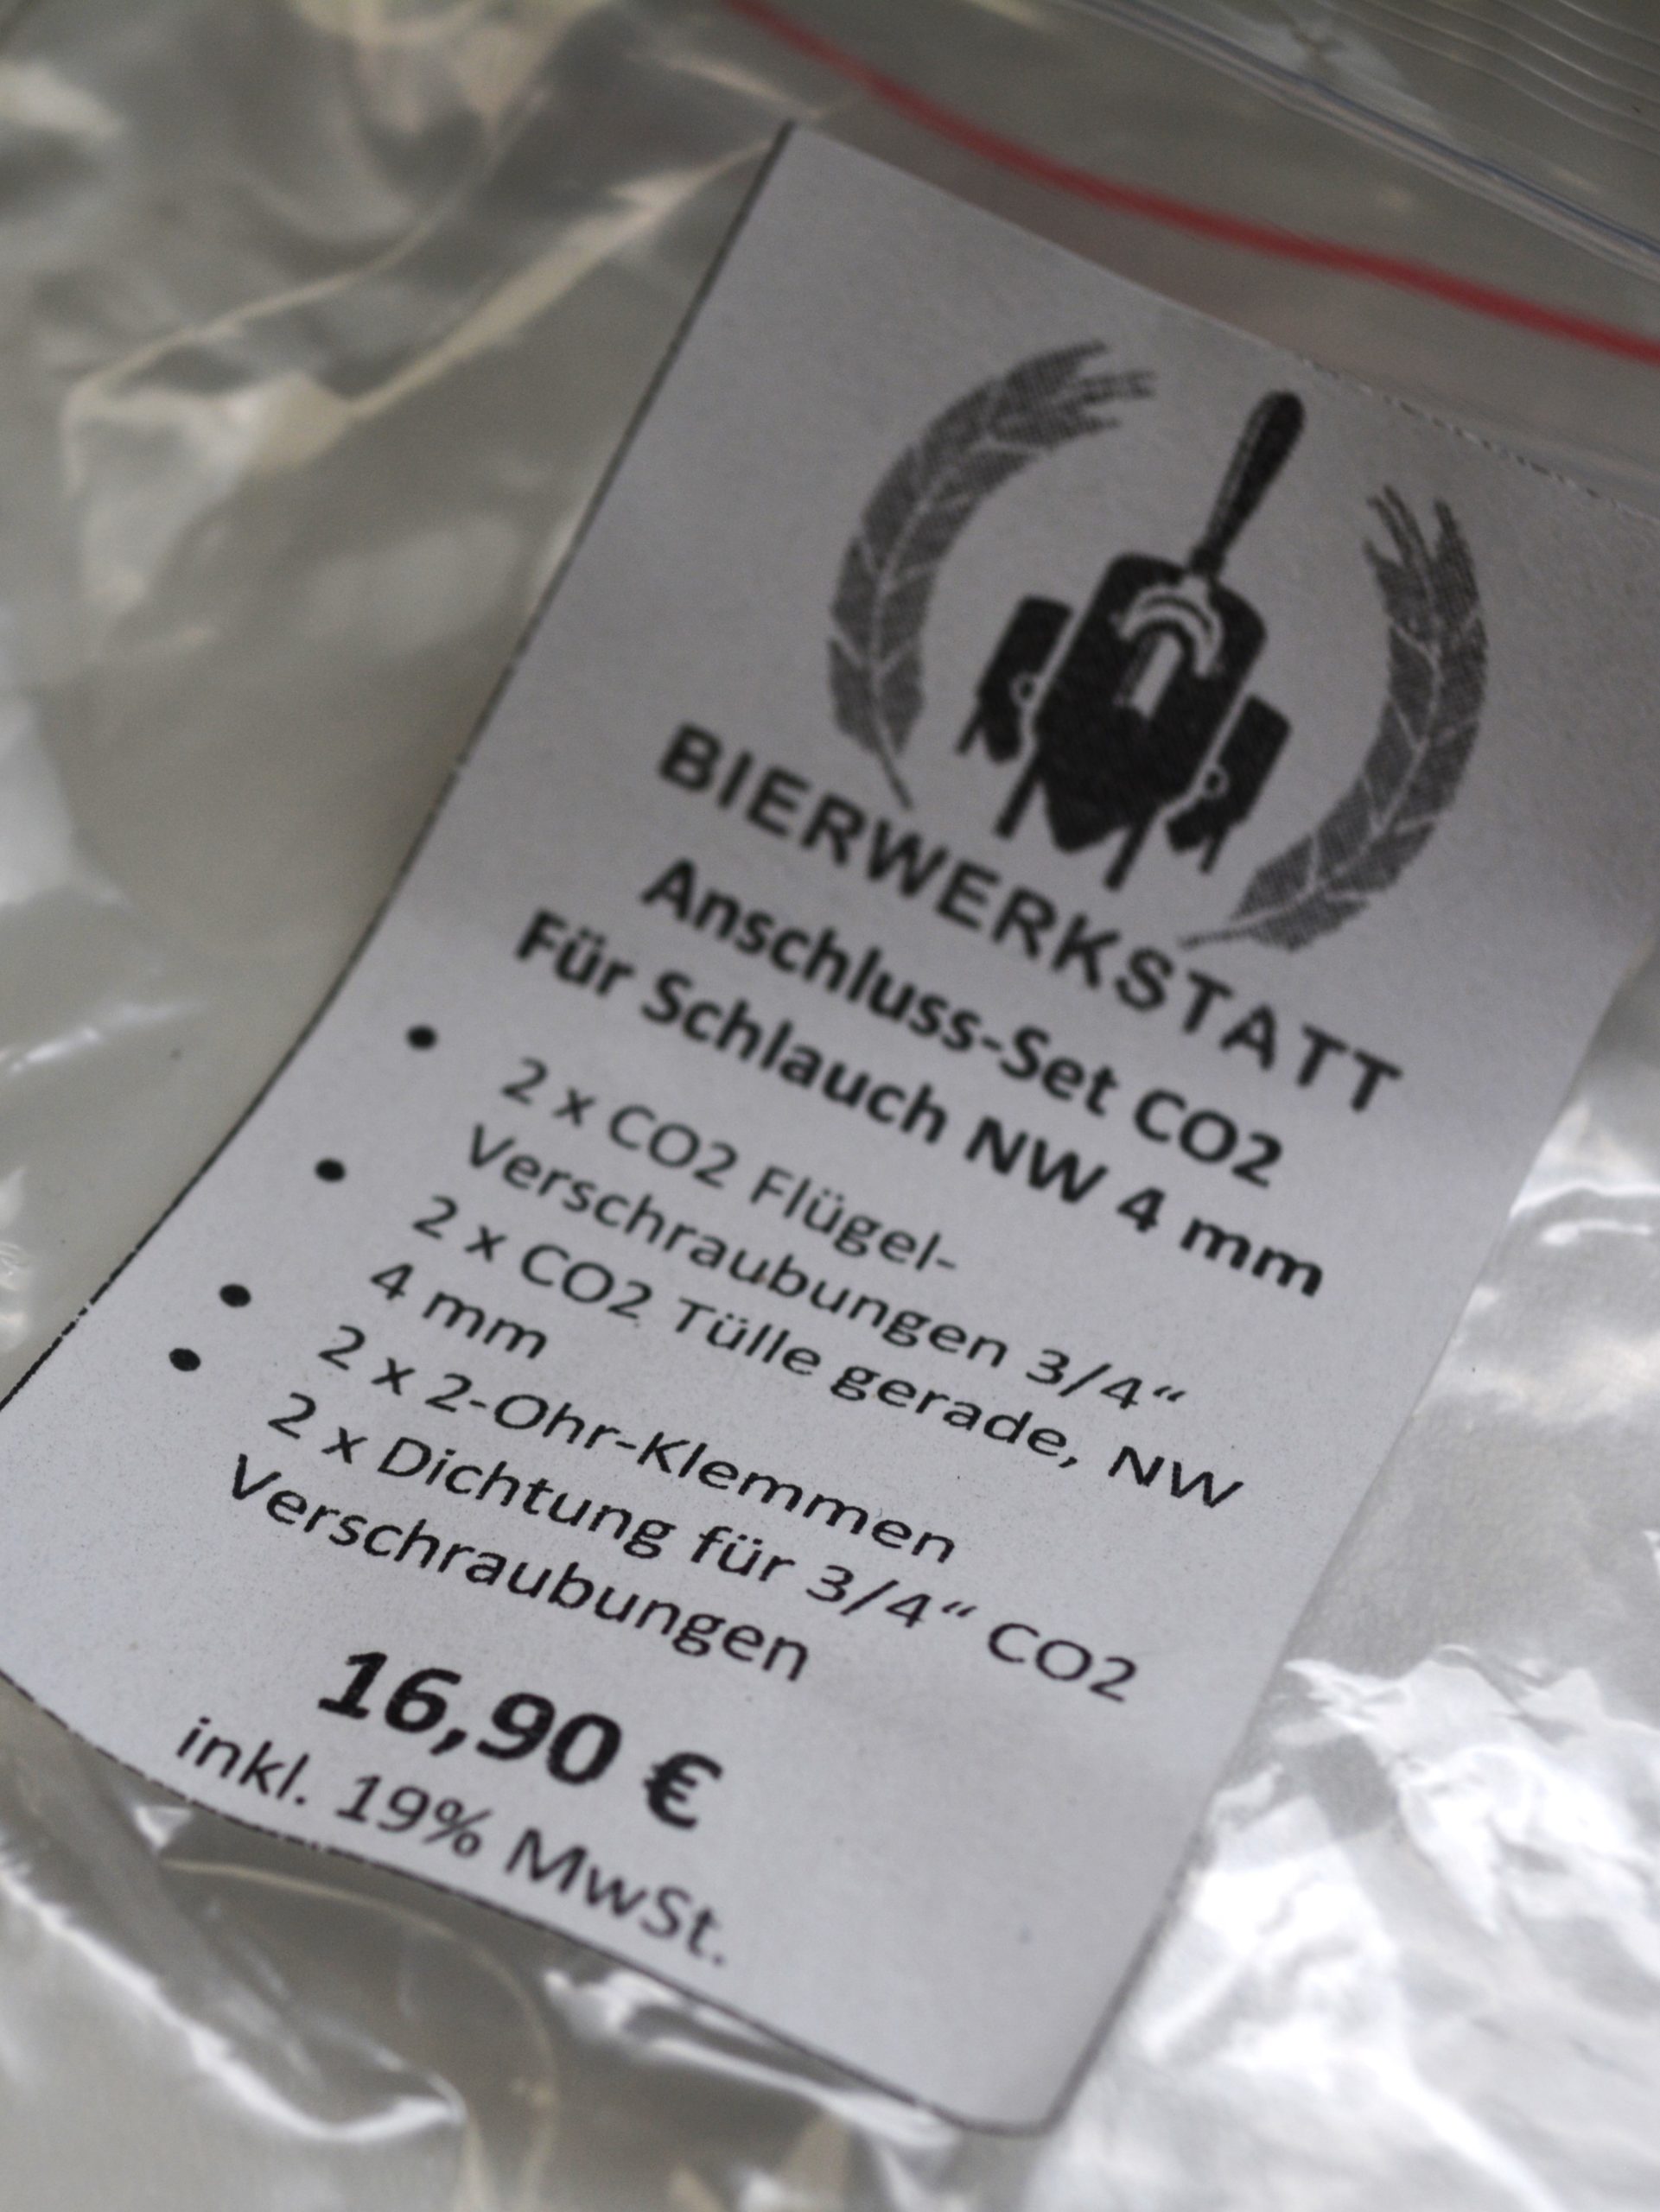 BIERWERKSTATT
Anschluss-Set CO2
Für Schlauch NW 4 mm
• 2 x CO2 Flügel-
Verschraubungen 3/4“
• 2 x CO2 Tülle gerade, NW
4 mm
• 2 x 2-Ohr-Klemmen
• 2 x Dichtung für 3/4“ CO2
Verschraubungen
16,90 €
inkl. 19% MwSt.